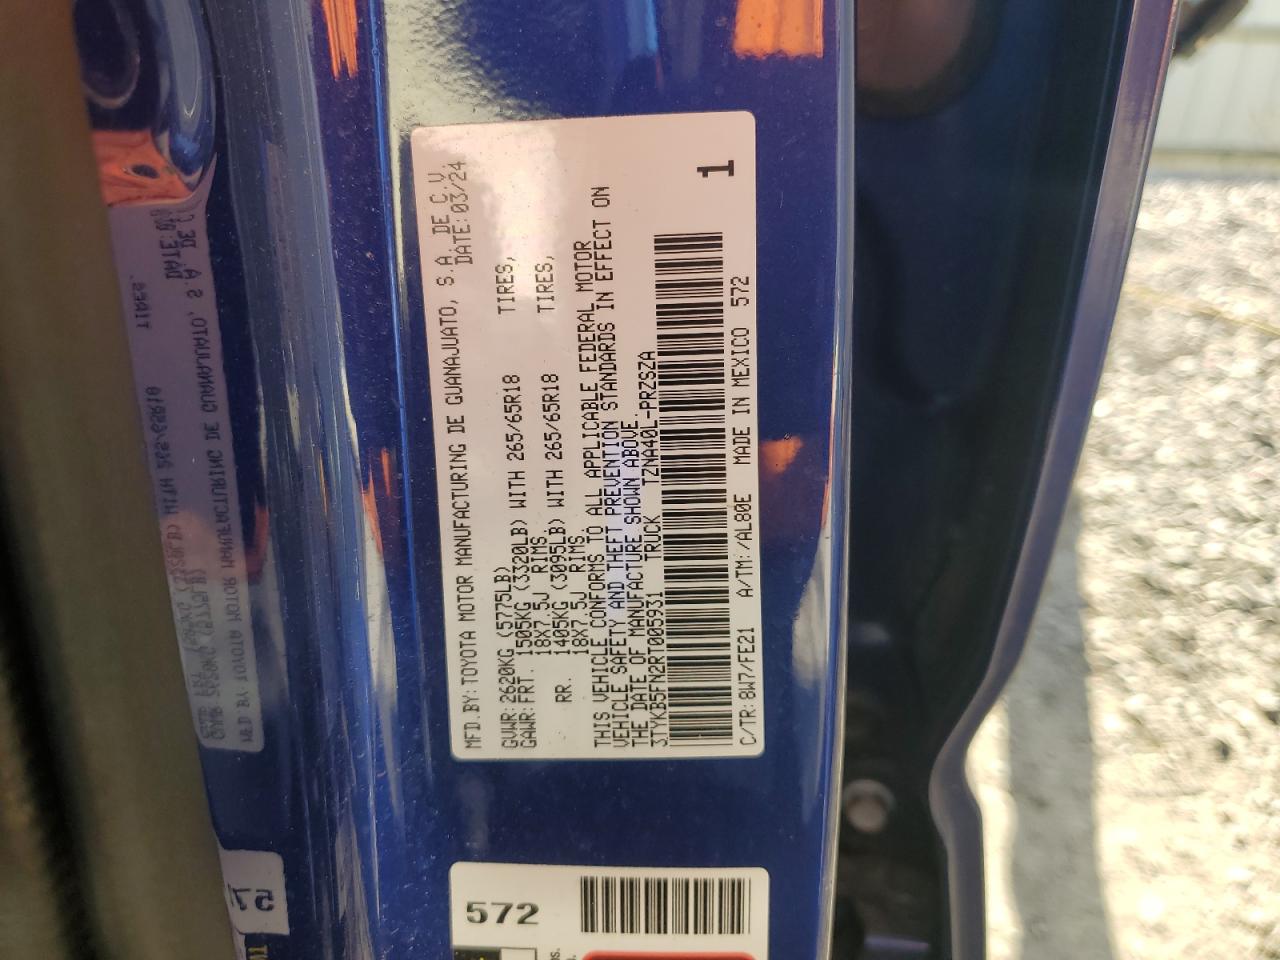 MFD.BY:TOYOTA MOTOR MANUFACTURING DE GUANAJUATO, S.A. DE C.V.
DATE:03/24
GVWR:2620KG (5775LB)
GAWR:FRT. 1505KG (3320LB) WITH 265/65R18 TIRES,
18X7.5J RIMS,
RR. 1405KG (3095LB) WITH 265/65R18 TIRES,
18X7.5J RIMS,
THIS VEHICLE CONFORMS TO ALL APPLICABLE FEDERAL MOTOR
VEHICLE SAFETY AND THEFT PREVENTION STANDARDS IN EFFECT ON
THE DATE OF MANUFACTURE SHOWN ABOVE.
3TYKB5FN2RT005931 TRUCK TZNA40L-PRZSZA
1
C/TR:8W7/FE21 A/TM:/AL80E MADE IN MEXICO 572
572